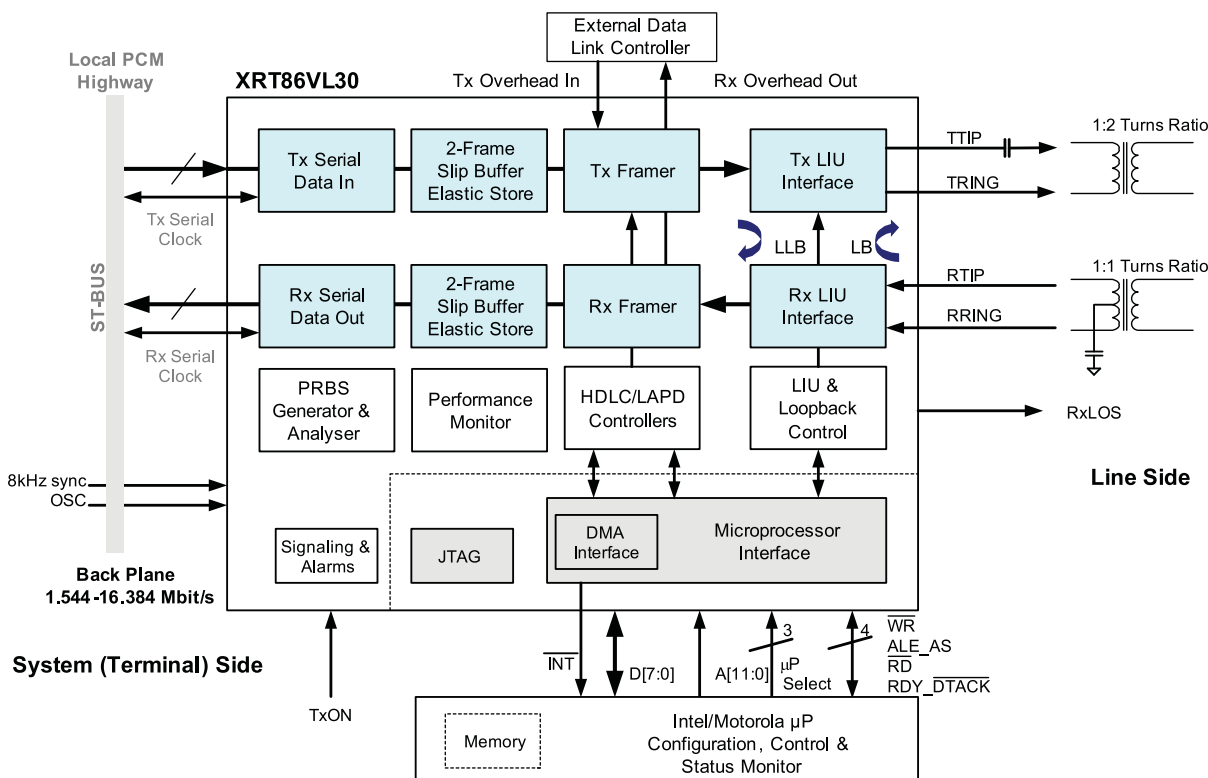 External Data
Link Controller
Local PCM
Highway
XRT86VL30
Tx Overhead In
Rx Overhead Out
Tx Serial
Data In
2-Frame
Slip Buffer
Elastic Store
Tx Framer
Tx LIU
Interface
TTIP
TRING
1:2 Turns Ratio
Tx Serial
Clock
LLB
LB
ST-BUS
Rx Serial
Data Out
2-Frame
Slip Buffer
Elastic Store
Rx Framer
Rx LIU
Interface
RTIP
RRING
1:1 Turns Ratio
Rx Serial
Clock
PRBS
Generator &
Analyser
Performance
Monitor
HDLC/LAPD
Controllers
LIU &
Loopback
Control
RxLOS
8kHz sync
OSC
Line Side
Signaling &
Alarms
JTAG
DMA
Interface
Microprocessor
Interface
Back Plane
1.544-16.384 Mbit/s
System (Terminal) Side
TxON
INT
D[7:0]
A[11:0]
3
µP
Select
4
WR
ALE_AS
RD
RDY_DTACK
Memory
Intel/Motorola µP
Configuration, Control &
Status Monitor